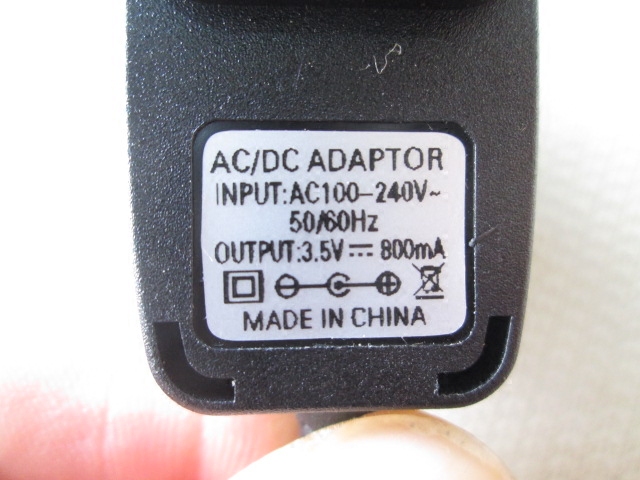 AC/DC ADAPTOR
INPUT:AC100-240V~
50/60Hz
OUTPUT:3.5V⎓800mA
MADE IN CHINA